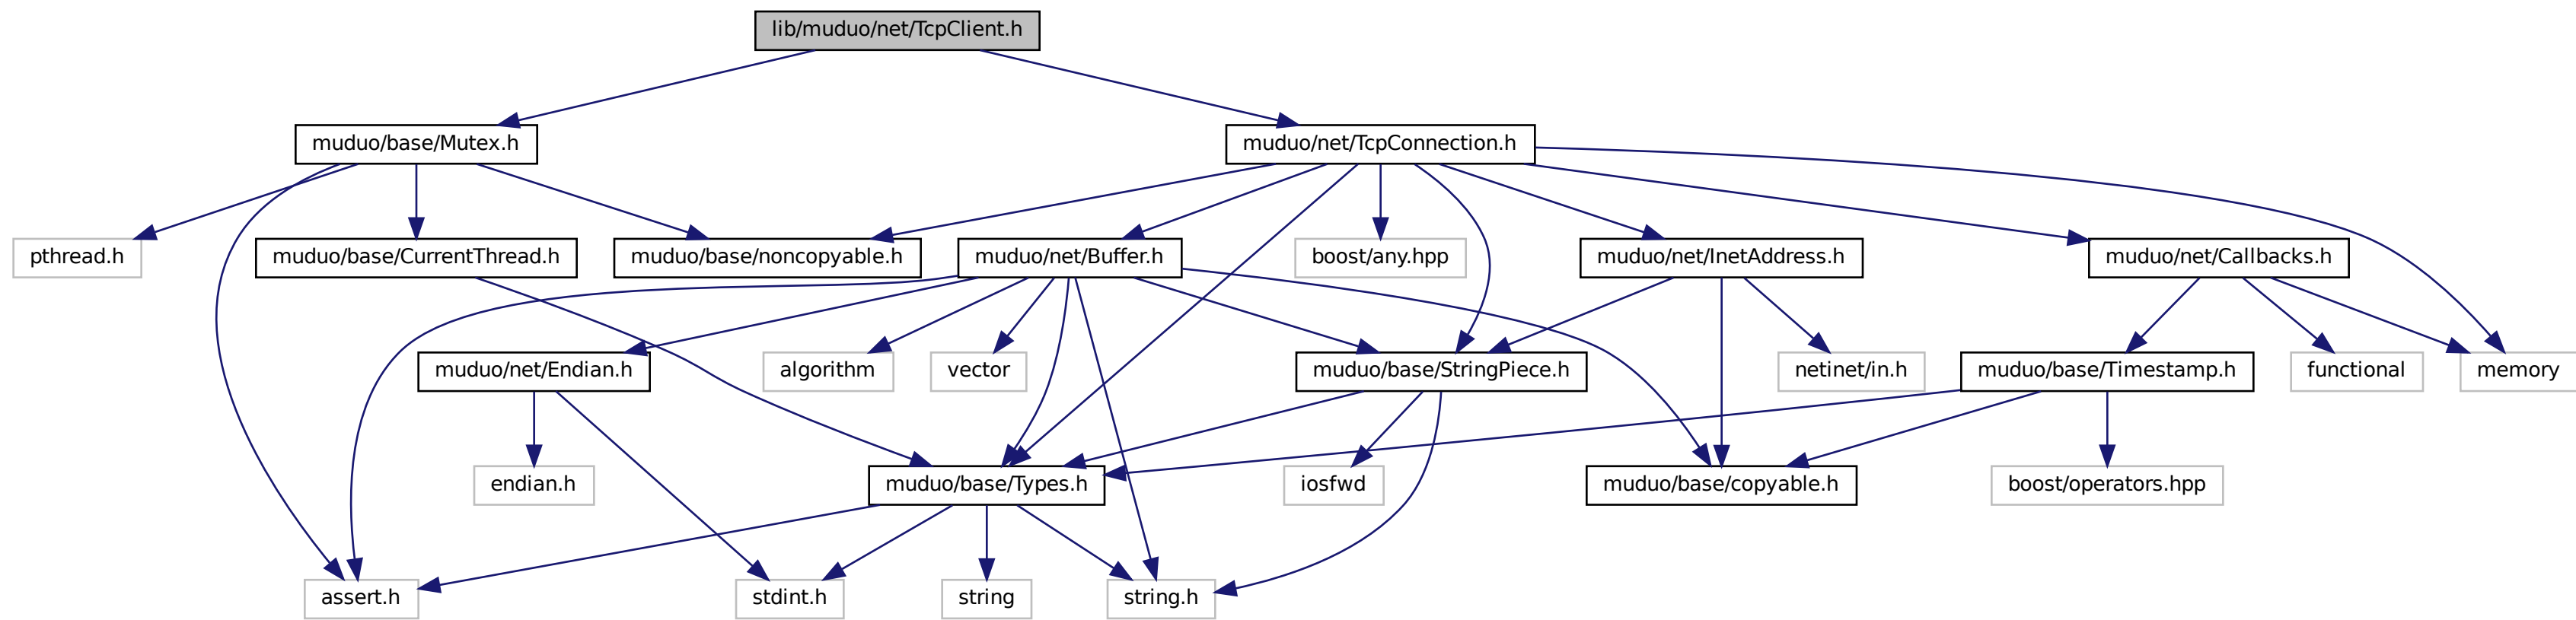 lib/muduo/net/TcpClient.h
muduo/base/Mutex.h
muduo/net/TcpConnection.h
pthread.h
muduo/base/CurrentThread.h
muduo/base/noncopyable.h
muduo/net/Buffer.h
boost/any.hpp
muduo/net/InetAddress.h
muduo/net/Callbacks.h
muduo/net/Endian.h
algorithm
vector
muduo/base/StringPiece.h
netinet/in.h
muduo/base/Timestamp.h
functional
memory
endian.h
muduo/base/Types.h
iosfwd
muduo/base/copyable.h
boost/operators.hpp
assert.h
stdint.h
string
string.h